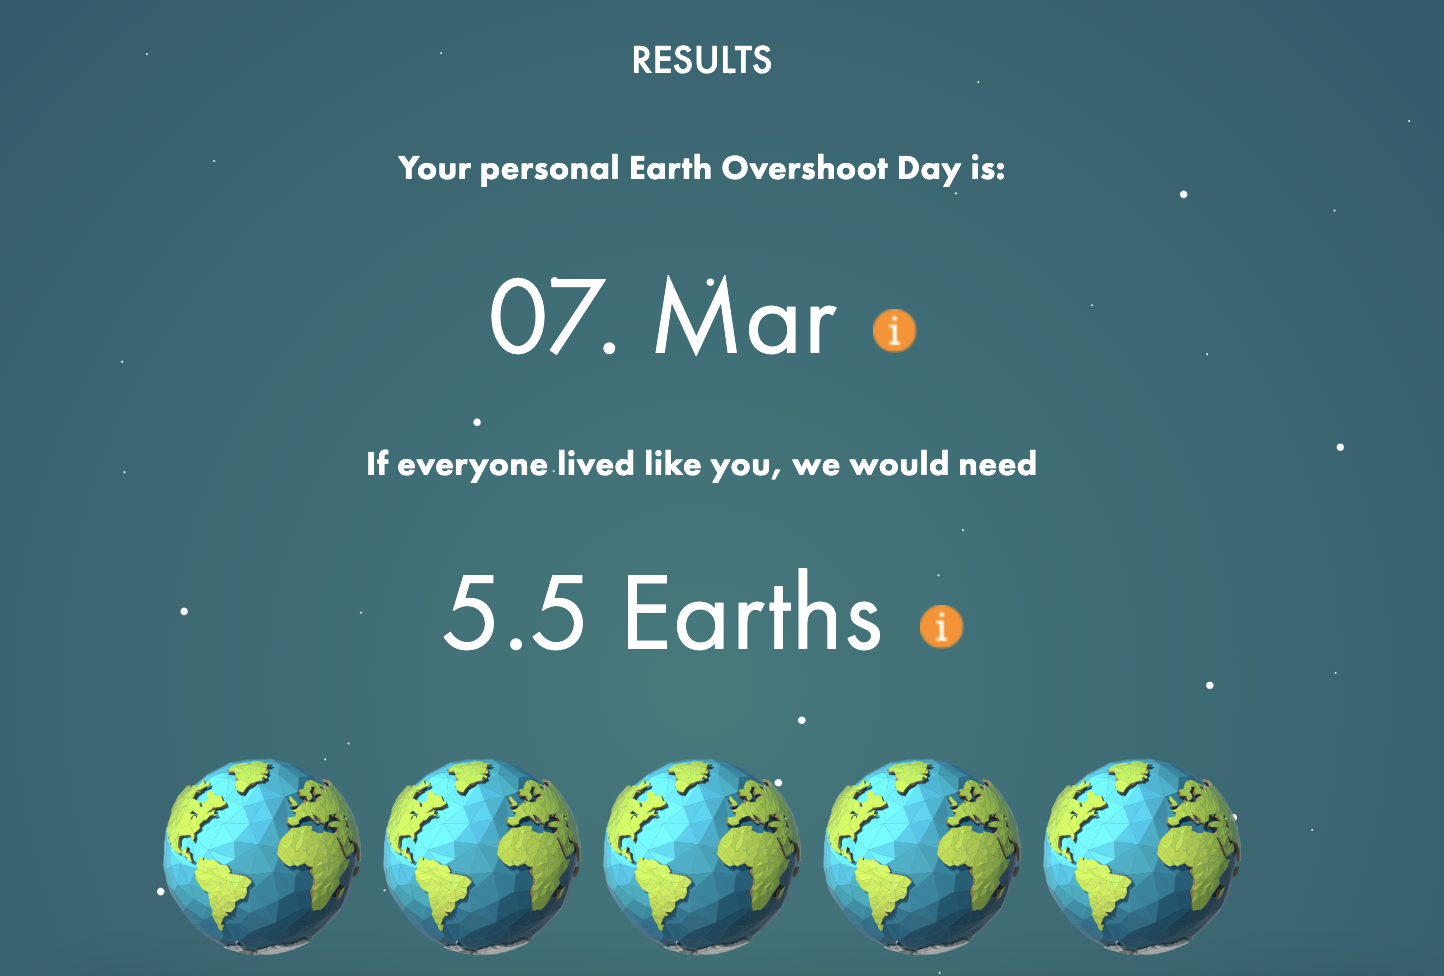 RESULTS
Your personal Earth Overshoot Day is:
07. Mar i
If everyone lived like you, we would need
5.5 Earths i